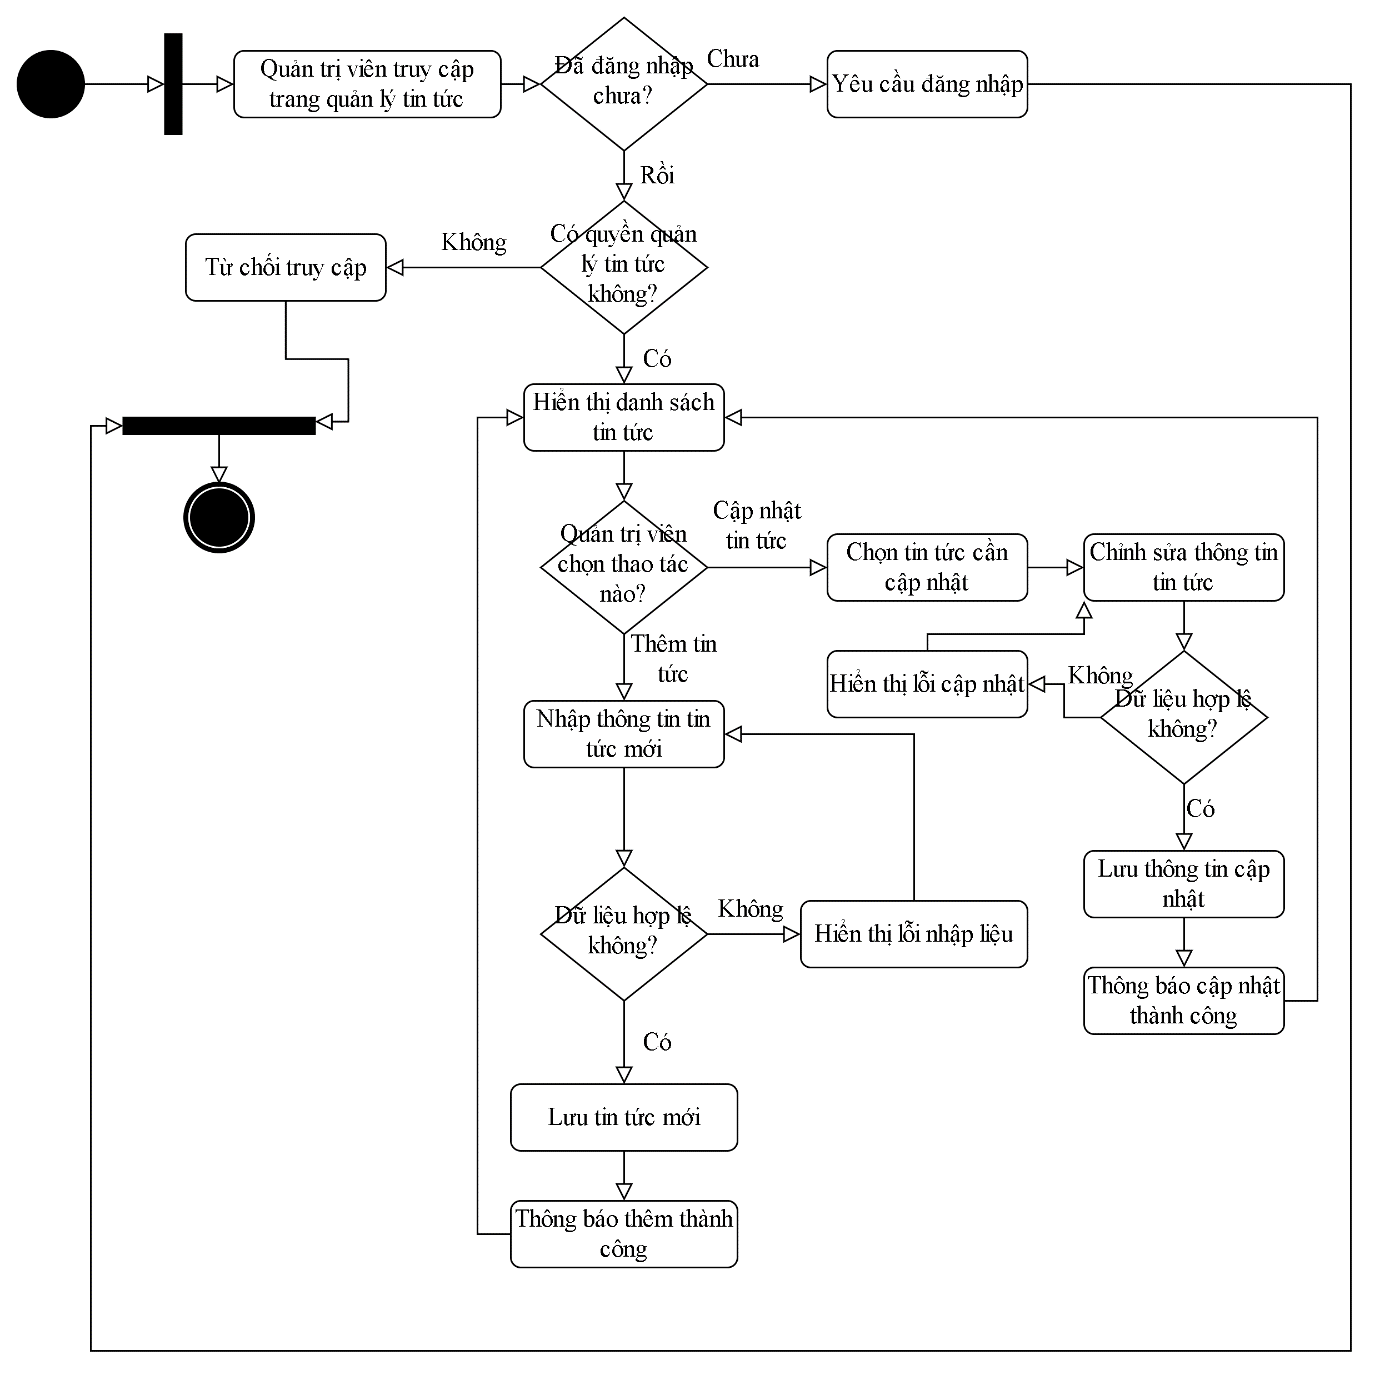 Quản trị viên truy cập
trang quản lý tin tức
Đã đăng nhập
chưa?
Chưa
Yêu cầu đăng nhập
Rồi
Có quyền quản
lý tin tức
không?
Không
Từ chối truy cập
Có
Hiển thị danh sách
tin tức
Quản trị viên
chọn thao tác
nào?
Cập nhật
tin tức
Chọn tin tức cần
cập nhật
Chỉnh sửa thông tin
tin tức
Thêm tin
tức
Hiển thị lỗi cập nhật
Không
Dữ liệu hợp lệ
không?
Nhập thông tin tin
tức mới
Có
Lưu thông tin cập
nhật
Dữ liệu hợp lệ
không?
Không
Hiển thị lỗi nhập liệu
Thông báo cập nhật
thành công
Có
Lưu tin tức mới
Thông báo thêm thành
công